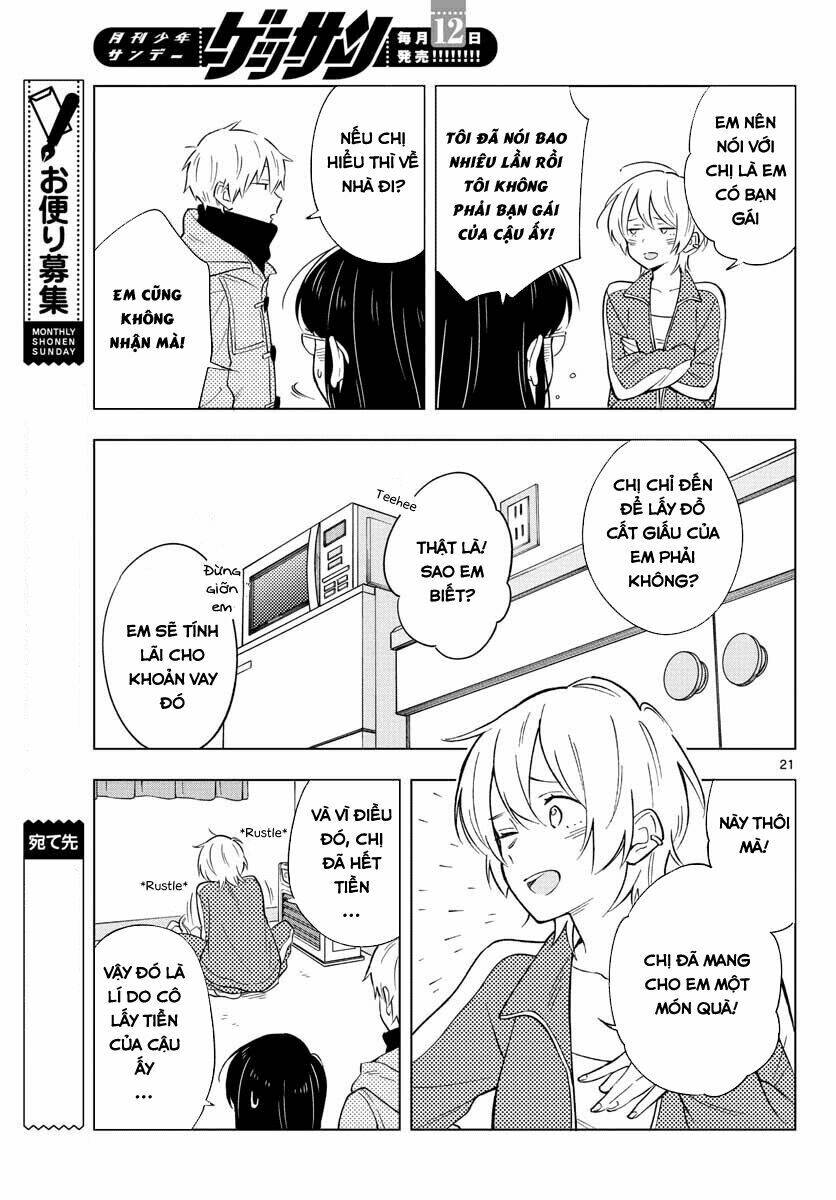 月刊少年
サンデー
ゲッサン
毎月12日
発売!!!!!!!!
お便り募集
MONTHLY
SHONEN
SUNDAY
EM NÊN
NÓI VỚI
CHỊ LÀ EM
CÓ BẠN
GÁI
TÔI ĐÃ NÓI BAO
NHIÊU LẦN RỒI
TÔI KHÔNG
PHẢI BẠN GÁI
CỦA CẬU ẤY!
NẾU CHỊ
HIỂU THÌ VỀ
NHÀ ĐI?
EM CŨNG
KHÔNG
NHẬN MÀ!
CHỊ CHỈ ĐẾN
ĐỂ LẤY ĐỒ
CẤT GIẤU CỦA
EM PHẢI
KHÔNG?
Teehee
THẬT LÀ!
SAO EM
BIẾT?
Đừng
giỡn
em
EM SẼ TÍNH
LÃI CHO
KHOẢN VAY
ĐÓ
21
NÀY THÔI
MÀ!
CHỊ ĐÃ MANG
CHO EM MỘT
MÓN QUÀ!
VÀ VÌ ĐIỀU
ĐÓ, CHỊ
ĐÃ HẾT
TIỀN
...
*Rustle*
*Rustle*
VẬY ĐÓ LÀ
LÍ DO CÔ
LẤY TIỀN
CỦA CẬU
ẤY
...
宛て先